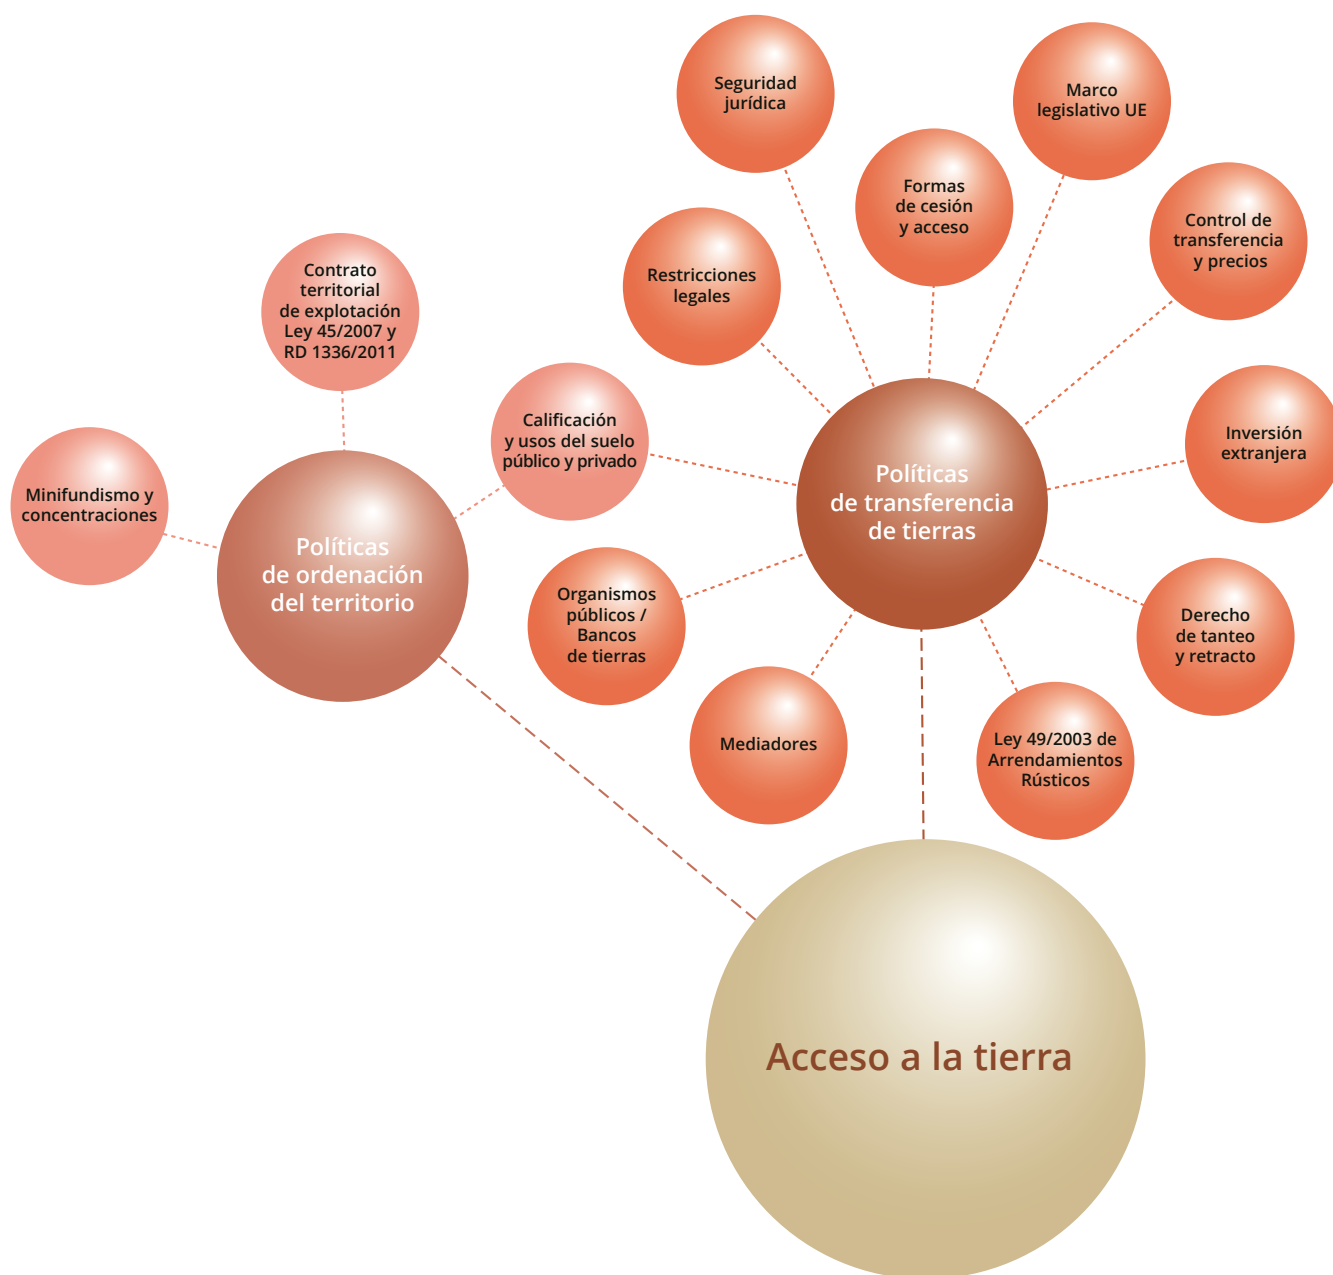 Seguridad
jurídica
Marco
legislativo UE
Formas
de cesión
y acceso
Control de
transferencia
y precios
Restricciones
legales
Contrato
territorial
de explotación
Ley 45/2007 y
RD 1336/2011
Calificación
y usos del suelo
público y privado
Inversión
extranjera
Minifundismo y
concentraciones
Políticas
de transferencia
de tierras
Políticas
de ordenación
del territorio
Organismos
públicos /
Bancos
de tierras
Derecho
de tanteo
y retracto
Mediadores
Ley 49/2003 de
Arrendamientos
Rústicos
Acceso a la tierra